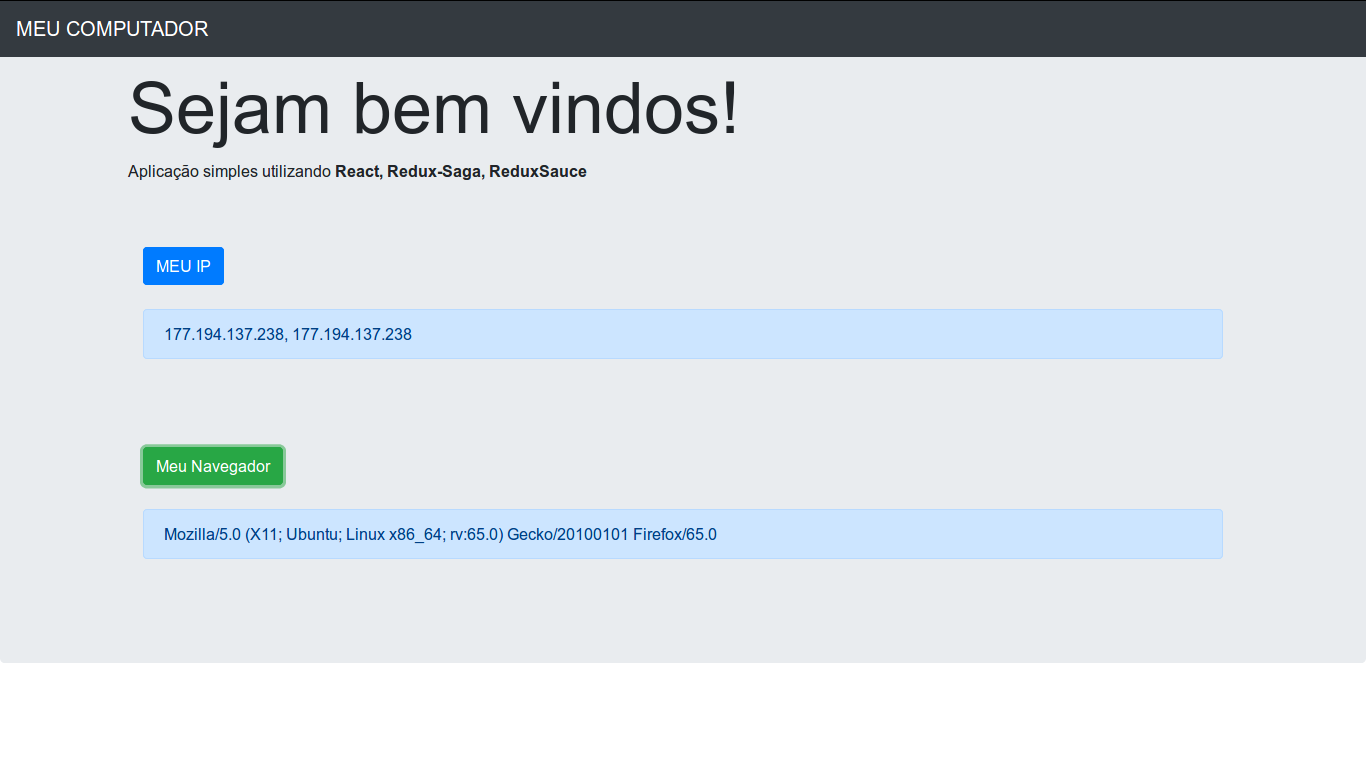 MEU COMPUTADOR
Sejam bem vindos!
Aplicação simples utilizando React, Redux-Saga, ReduxSauce
MEU IP
177.194.137.238, 177.194.137.238
Meu Navegador
Mozilla/5.0 (X11; Ubuntu; Linux x86_64; rv:65.0) Gecko/20100101 Firefox/65.0